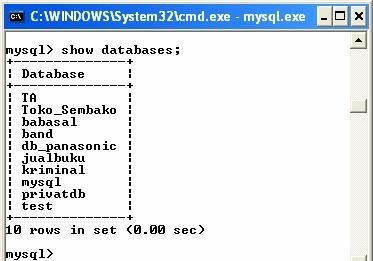 C:\WINDOWS\System32\cmd.exe - mysql.exe
mysql> show databases;
+--------------+
| Database     |
+--------------+
| TA           |
| Toko_Sembako |
| babasal      |
| band         |
| db_panasonic |
| jualbuku     |
| kriminal     |
| mysql        |
| privatdb     |
| test         |
+--------------+
10 rows in set (0.00 sec)
mysql>